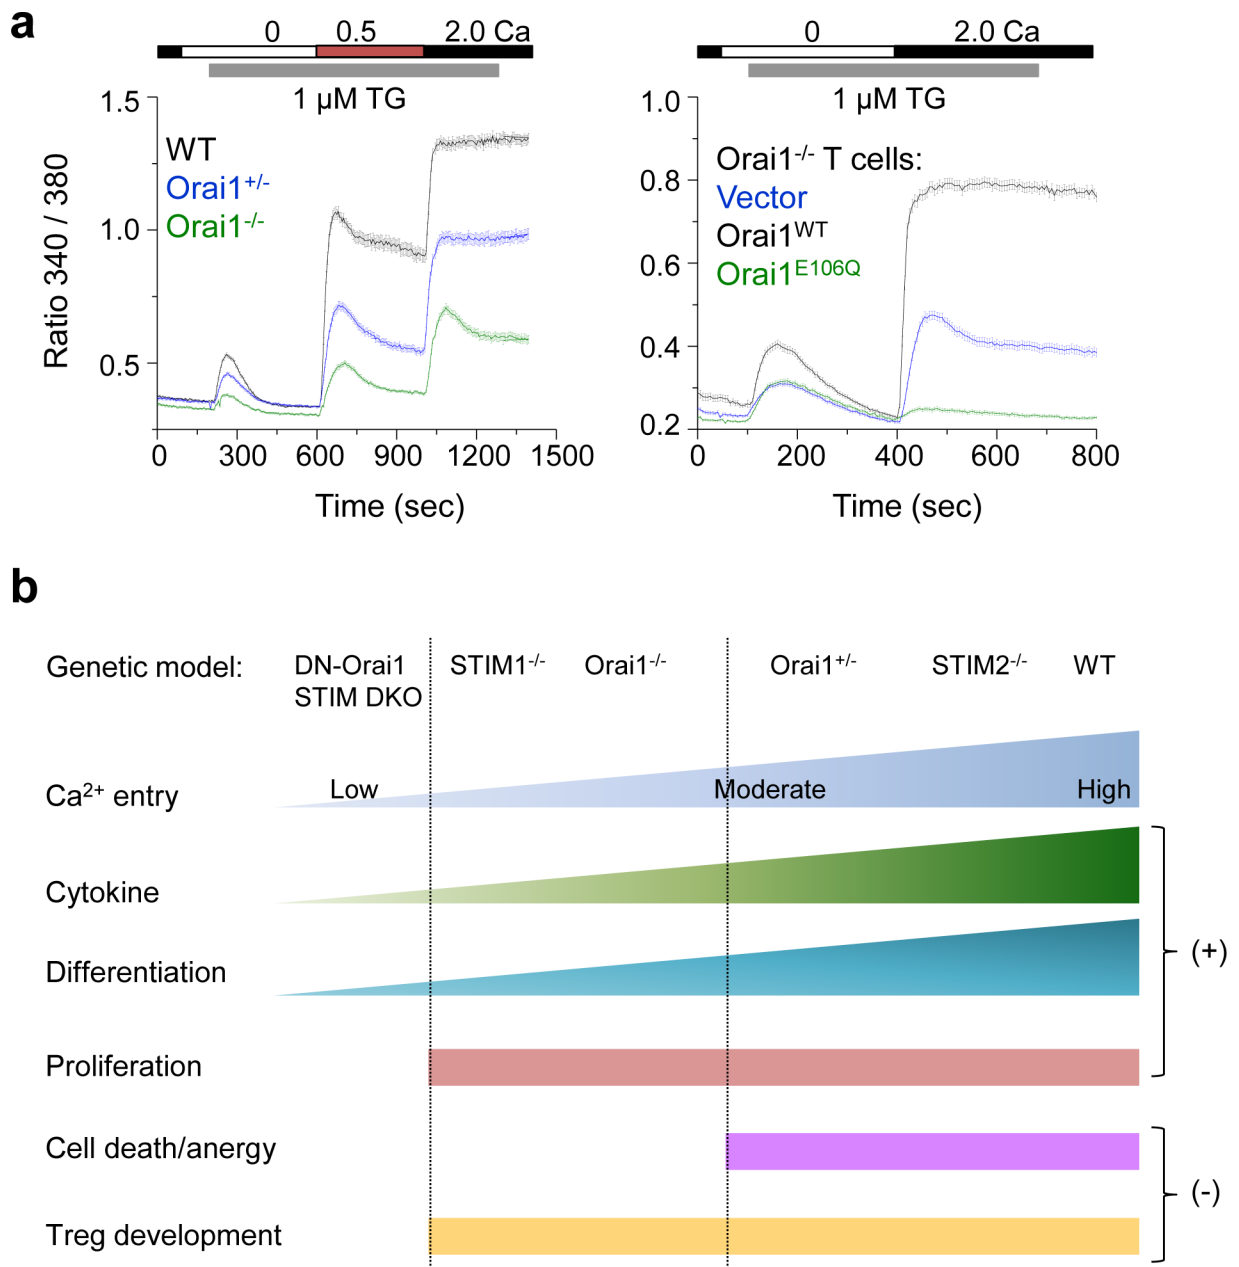 a
0 0.5 2.0 Ca
1 µM TG
1.5
1.0
0.5
Ratio 340 / 380
WT
Orai1+/-
Orai1-/-
0 300 600 900 1200 1500
Time (sec)
0 2.0 Ca
1 µM TG
1.0
0.8
0.6
0.4
0.2
Orai1-/- T cells:
Vector
Orai1WT
Orai1E106Q
0 200 400 600 800
Time (sec)
b
Genetic model: DN-Orai1 STIM1-/- Orai1-/- Orai1+/- STIM2-/- WT
STIM DKO
Ca2+ entry Low Moderate High
Cytokine
Differentiation (+)
Proliferation
Cell death/anergy
(-)
Treg development